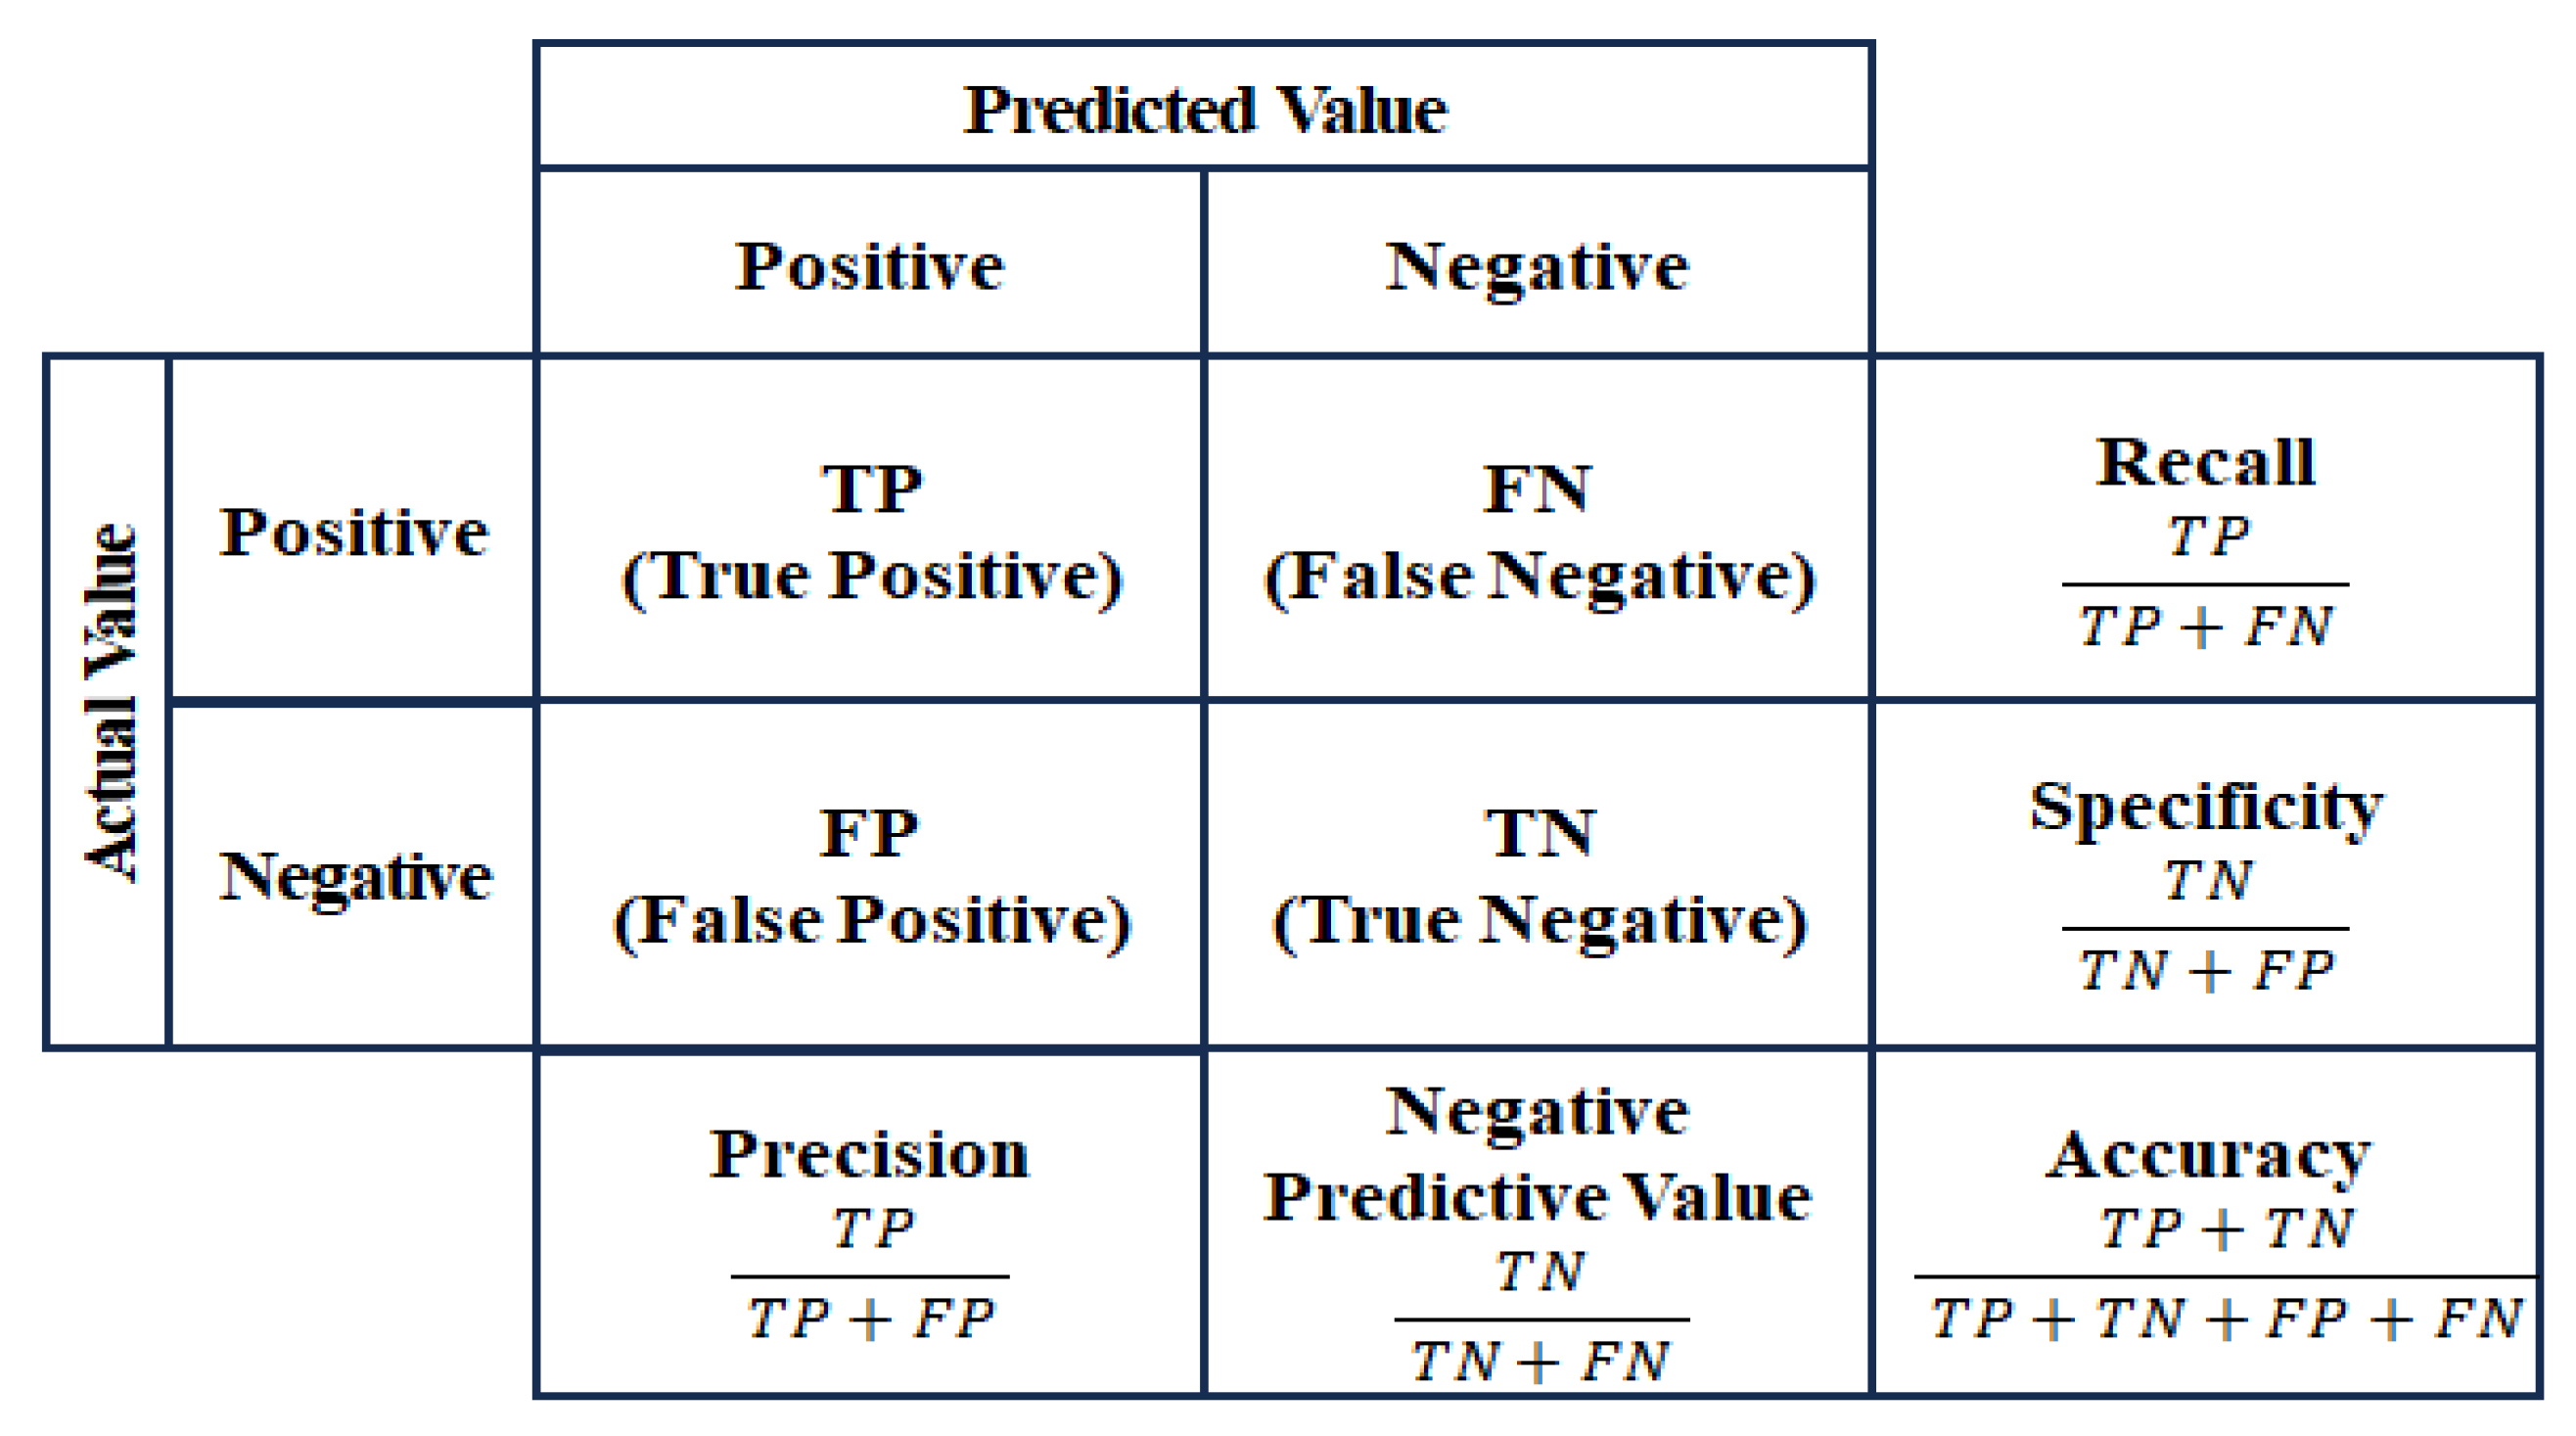 Predicted Value
Positive
Negative
Actual Value
Positive
TP
(True Positive)
FN
(False Negative)
Recall
TP
TP + FN
Negative
FP
(False Positive)
TN
(True Negative)
Specificity
TN
TN + FP
Precision
TP
TP + FP
Negative
Predictive Value
TN
TN + FN
Accuracy
TP + TN
TP + TN + FP + FN